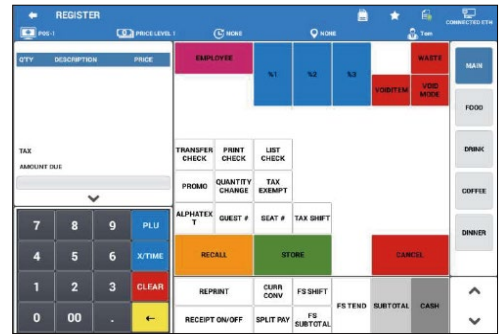 REGISTER
CONNECTED ETH
POS-1
PRICE LEVEL 1
NONE
NONE
Tom
QTY DESCRIPTION PRICE
TAX
AMOUNT DUE
7 8 9 PLU
4 5 6 X/TIME
1 2 3 CLEAR
0 00 . ←
EMPLOYEE
%1
%2
%3
WASTE
VOIDITEM
VOID
MODE
TRANSFER
CHECK
PRINT
CHECK
LIST
CHECK
PROMO
QUANTITY
CHANGE
TAX
EXEMPT
ALPHATEX
T
GUEST #
SEAT #
TAX SHIFT
RECALL
STORE
CANCEL
REPRINT
CURR
CONV
FS SHIFT
RECEIPT ON/OFF
SPLIT PAY
FS
SUBTOTAL
FS TEND
SUBTOTAL
CASH
MAIN
FOOD
DRINK
COFFEE
DINNER